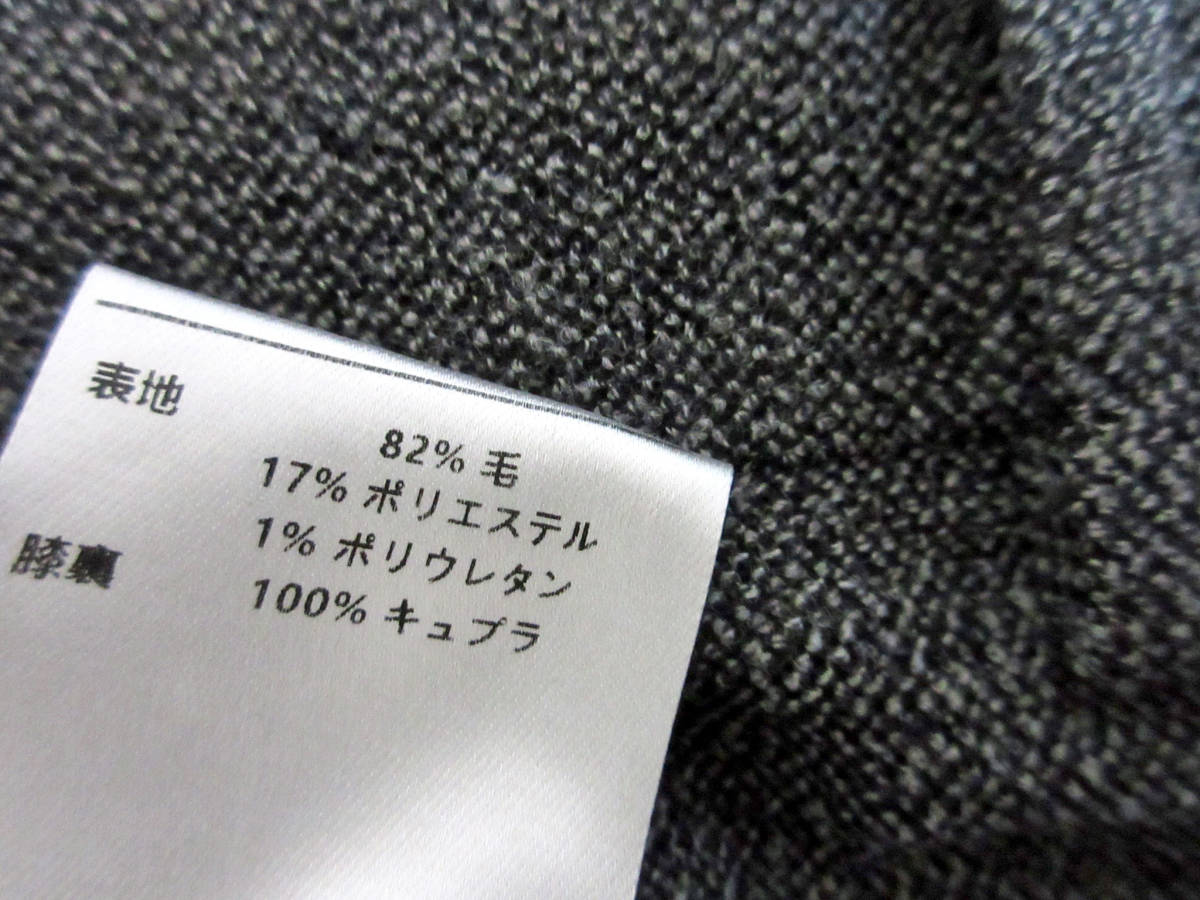 表地
82% 毛
17% ポリエステル
1% ポリウレタン
膝裏
100% キュプラ